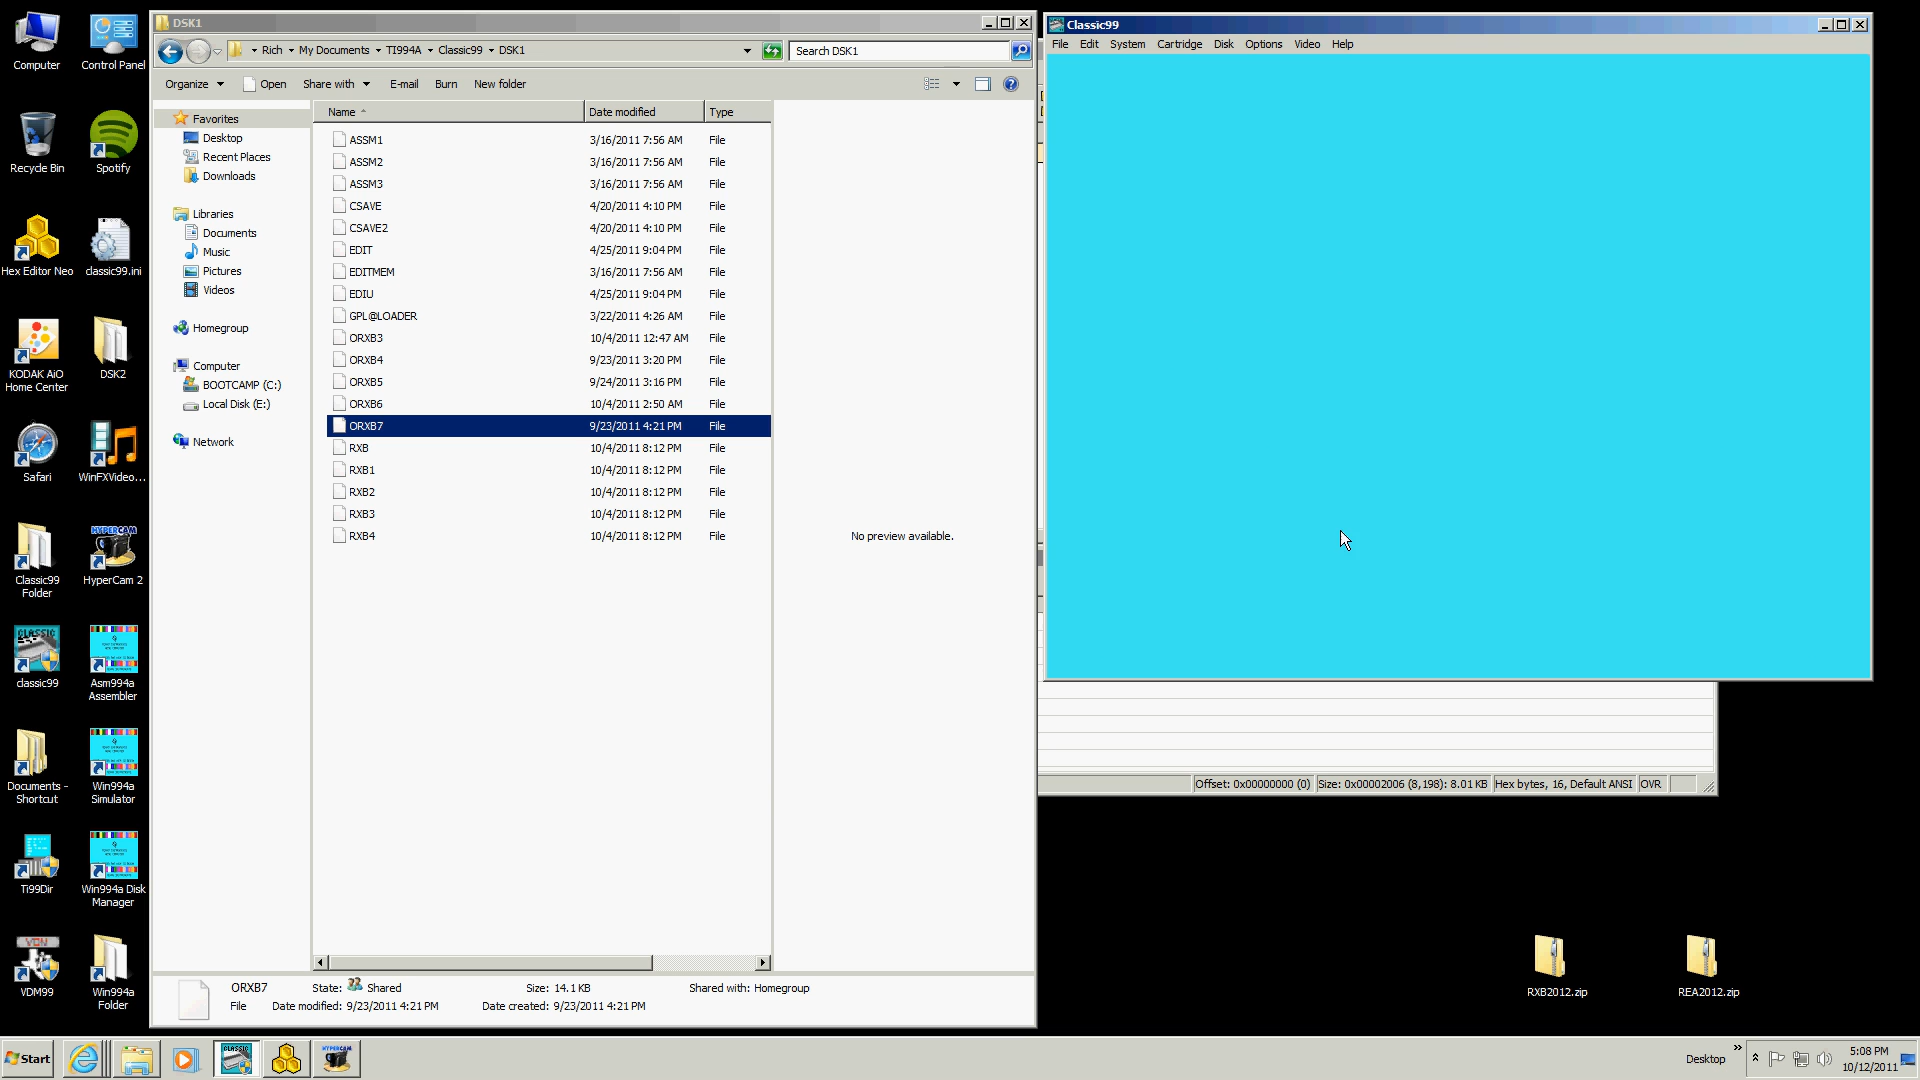 Computer
Control Panel
Recycle Bin
Spotify
Hex Editor Neo
classic99.ini
KODAK AiO
Home Center
DSK2
Safari
WinFXVideo...
Classic99
Folder
HYPERCAM
HyperCam 2
CLASSIC
classic99
Asm994a
Assembler
Documents -
Shortcut
Win994a
Simulator
Ti99Dir
Win994a Disk
Manager
VDM99
Win994a
Folder
DSK1
Rich
My Documents
TI994A
Classic99
DSK1
Search DSK1
Organize
Open
Share with
E-mail
Burn
New folder
Favorites
Desktop
Recent Places
Downloads
Libraries
Documents
Music
Pictures
Videos
Homegroup
Computer
BOOTCAMP (C:)
Local Disk (E:)
Network
Name Date modified Type
ASSM1 3/16/2011 7:56 AM File
ASSM2 3/16/2011 7:56 AM File
ASSM3 3/16/2011 7:56 AM File
CSAVE 4/20/2011 4:10 PM File
CSAVE2 4/20/2011 4:10 PM File
EDIT 4/25/2011 9:04 PM File
EDITMEM 3/16/2011 7:56 AM File
EDIU 4/25/2011 9:04 PM File
GPL@LOADER 3/22/2011 4:26 AM File
ORXB3 10/4/2011 12:47 AM File
ORXB4 9/23/2011 3:20 PM File
ORXB5 9/24/2011 3:16 PM File
ORXB6 10/4/2011 2:50 AM File
ORXB7 9/23/2011 4:21 PM File
RXB 10/4/2011 8:12 PM File
RXB1 10/4/2011 8:12 PM File
RXB2 10/4/2011 8:12 PM File
RXB3 10/4/2011 8:12 PM File
RXB4 10/4/2011 8:12 PM File
No preview available.
ORXB7 State: Shared Size: 14.1 KB Shared with: Homegroup
File Date modified: 9/23/2011 4:21 PM Date created: 9/23/2011 4:21 PM
Classic99
File Edit System Cartridge Disk Options Video Help
Offset: 0x00000000 (0) Size: 0x00002006 (8,198): 8.01 KB Hex bytes, 16, Default ANSI OVR
RXB2012.zip
REA2012.zip
Start
CLASSIC
HYPERCAM
Desktop
5:08 PM
10/12/2011